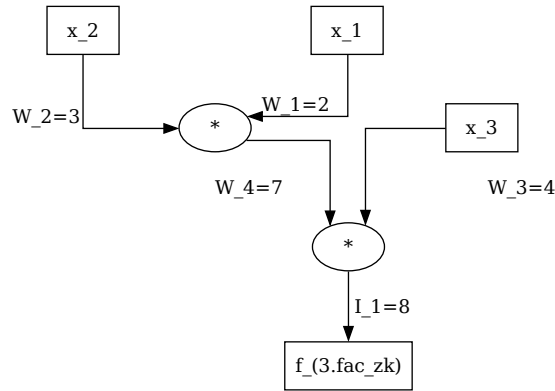 x_2
x_1
W_2=3
W_1=2
*
x_3
W_4=7
W_3=4
*
I_1=8
f_(3.fac_zk)